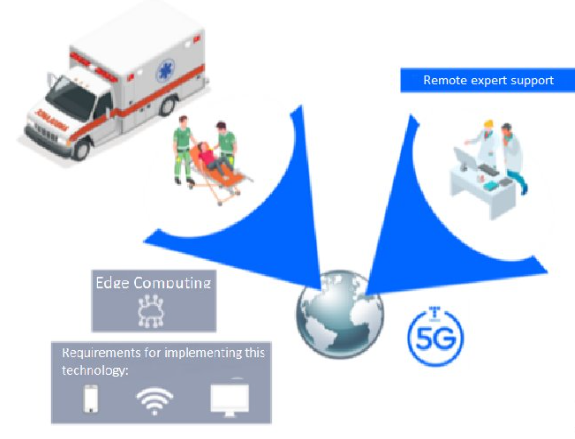 Remote expert support
Edge Computing
Requirements for implementing this
technology:
5G